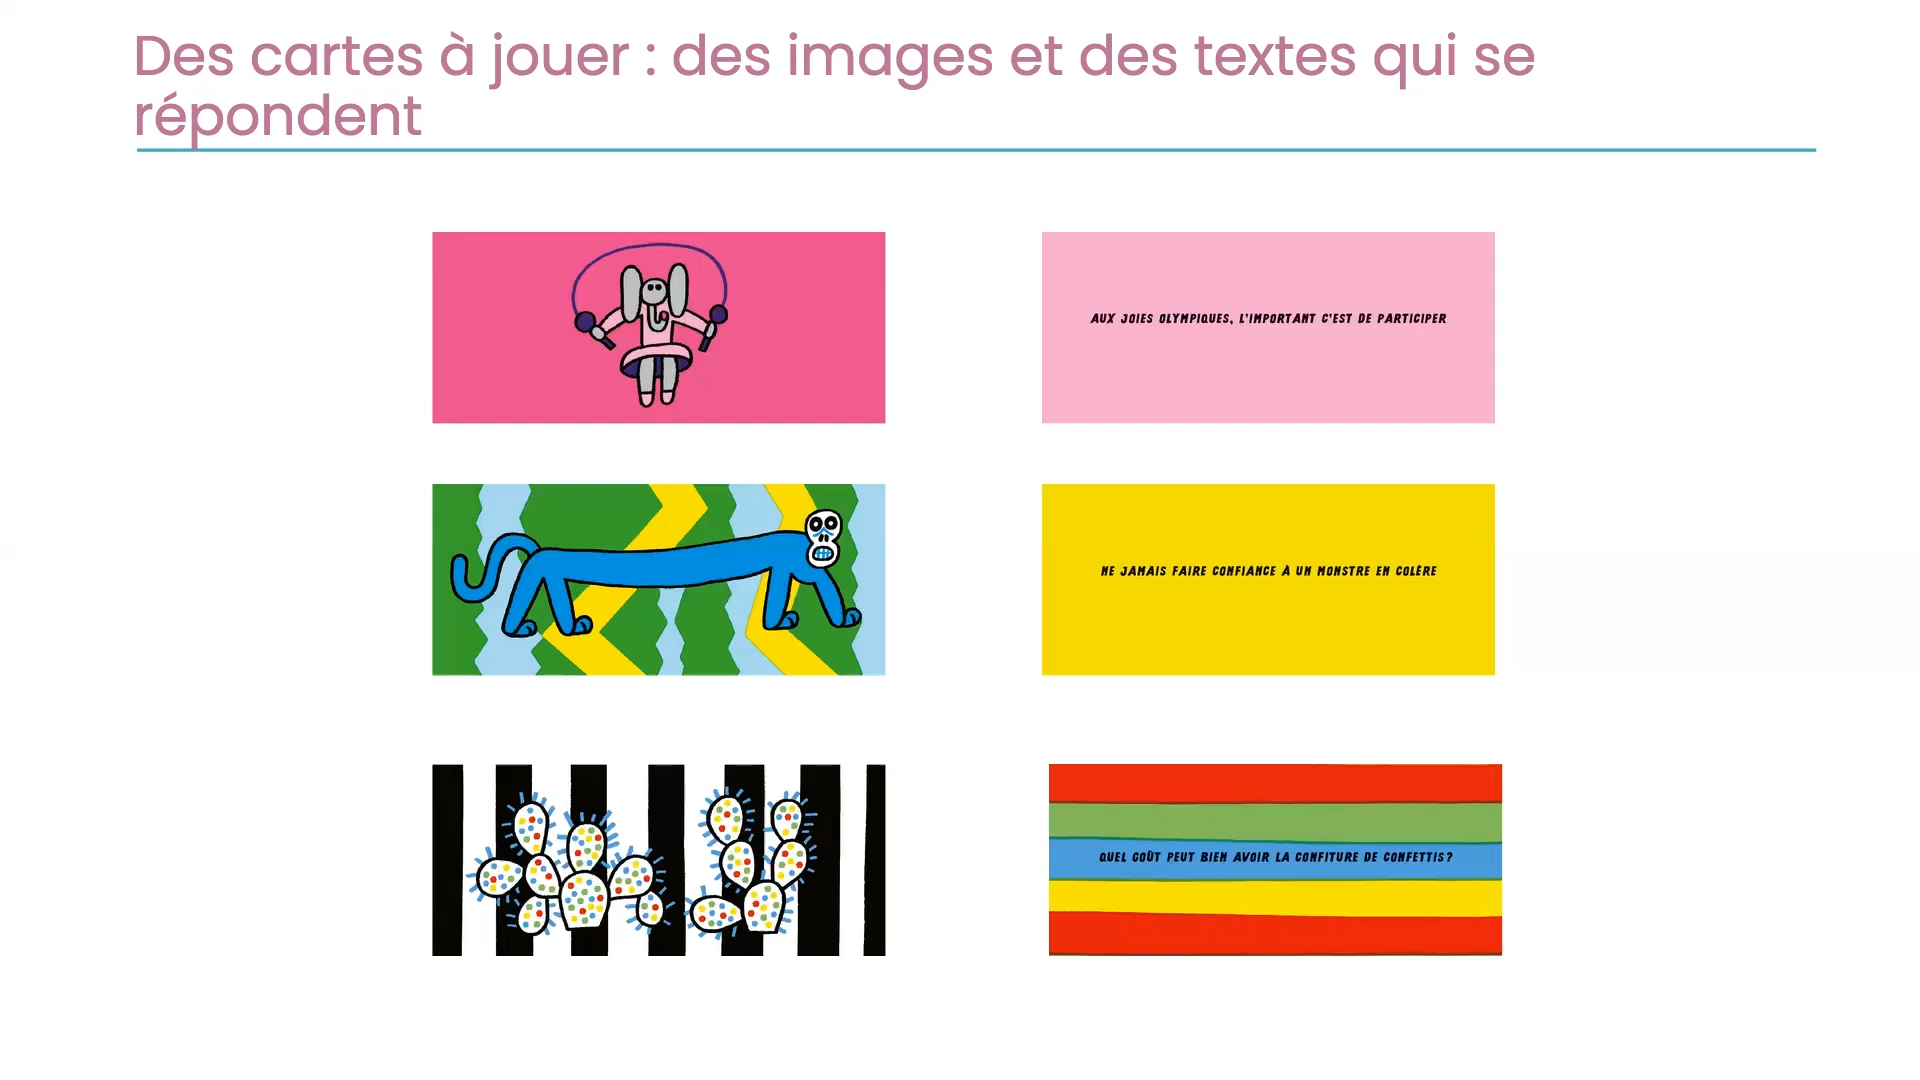 Des cartes à jouer : des images et des textes qui se
répondent
AUX JOIES OLYMPIQUES, L'IMPORTANT C'EST DE PARTICIPER
NE JAMAIS FAIRE CONFIANCE À UN MONSTRE EN COLÈRE
QUEL GOÛT PEUT BIEN AVOIR LA CONFITURE DE CONFETTIS?